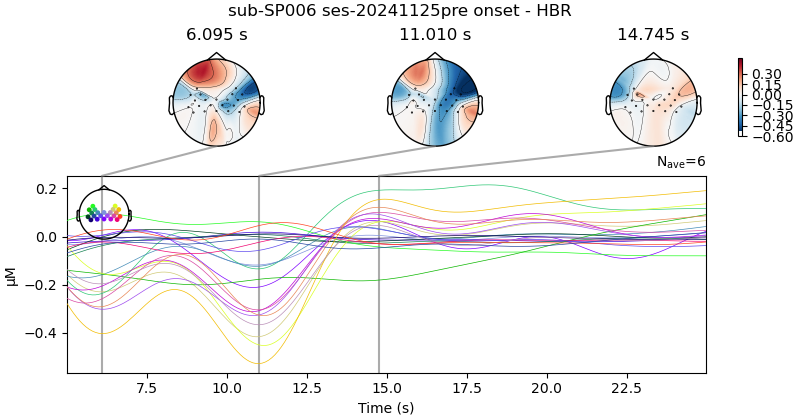 sub-SP006 ses-20241125pre onset - HBR
6.095 s
11.010 s
14.745 s
0.30
0.15
0.00
−0.15
−0.30
−0.45
−0.60
Nave=6
0.2
0.0
−0.2
−0.4
µM
7.5
10.0
12.5
15.0
17.5
20.0
22.5
Time (s)